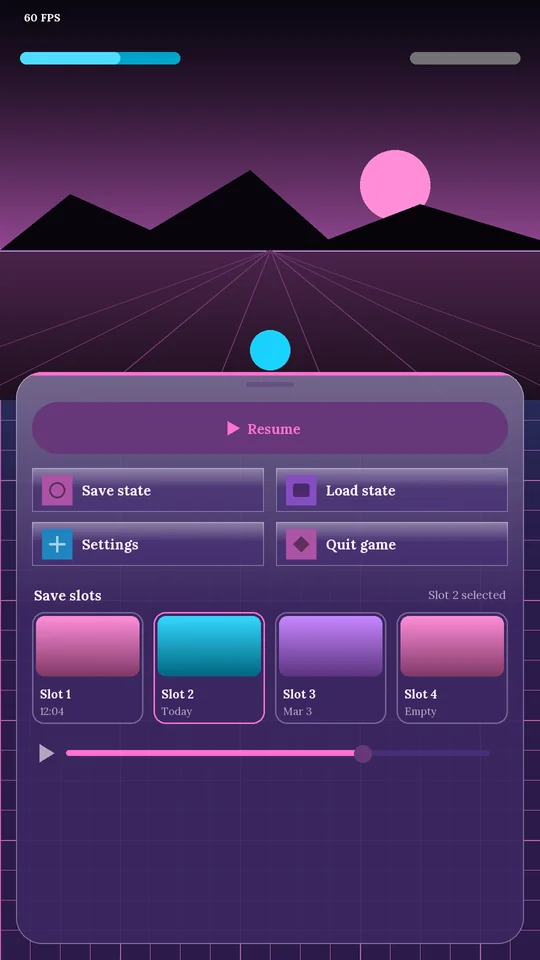 60 FPS
Resume
Save state
Load state
Settings
Quit game
Save slots
Slot 2 selected
Slot 1
12:04
Slot 2
Today
Slot 3
Mar 3
Slot 4
Empty